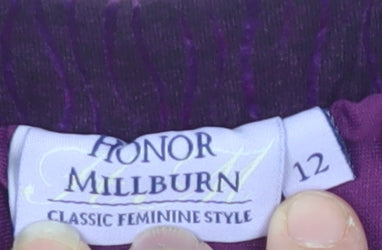 HONOR
MILLBURN
CLASSIC FEMININE STYLE
12